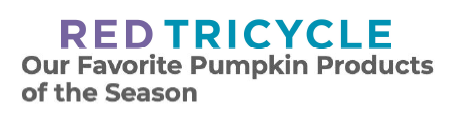 RED TRICYCLE
Our Favorite Pumpkin Products
of the Season